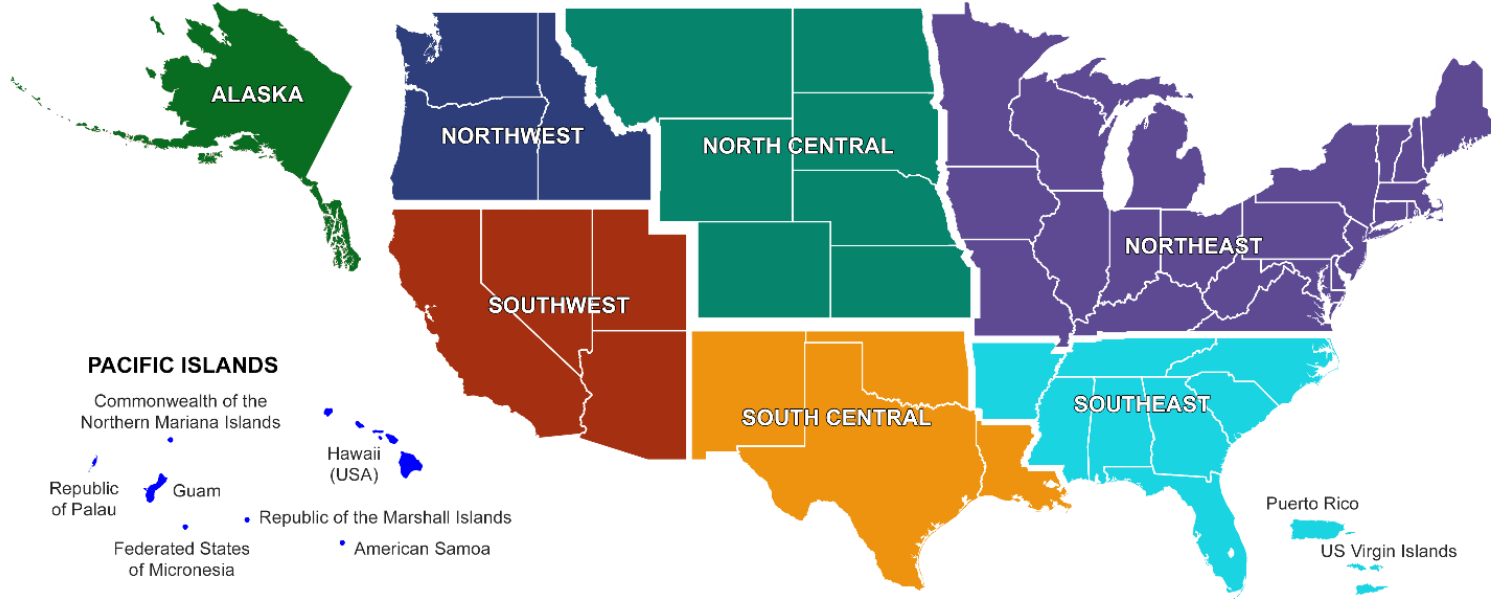 ALASKA
NORTHWEST
NORTH CENTRAL
NORTHEAST
SOUTHWEST
SOUTH CENTRAL
SOUTHEAST
PACIFIC ISLANDS
Commonwealth of the
Northern Mariana Islands
Hawaii
(USA)
Republic
of Palau
Guam
Republic of the Marshall Islands
Federated States
of Micronesia
American Samoa
Puerto Rico
US Virgin Islands